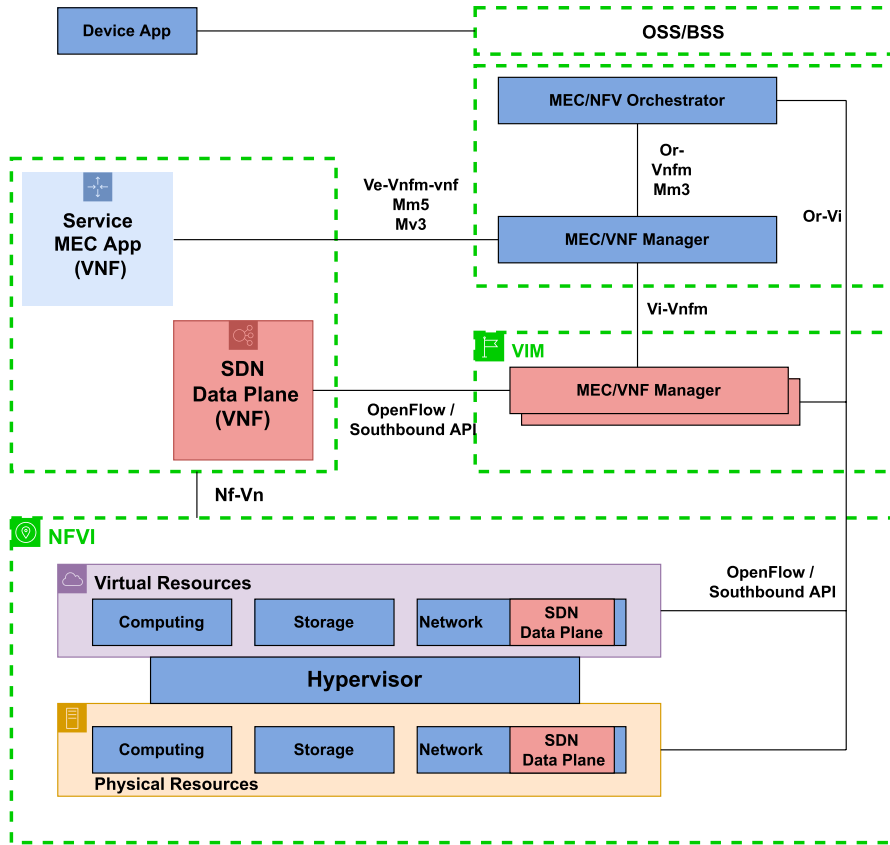 Device App
OSS/BSS
MEC/NFV Orchestrator
Or-
Vnfm
Mm3
Or-Vi
Ve-Vnfm-vnf
Mm5
Mv3
Service
MEC App
(VNF)
MEC/VNF Manager
Vi-Vnfm
SDN
Data Plane
(VNF)
VIM
MEC/VNF Manager
OpenFlow /
Southbound API
Nf-Vn
NFVI
Virtual Resources
Computing
Storage
Network
SDN
Data Plane
OpenFlow /
Southbound API
Hypervisor
Computing
Storage
Network
SDN
Data Plane
Physical Resources